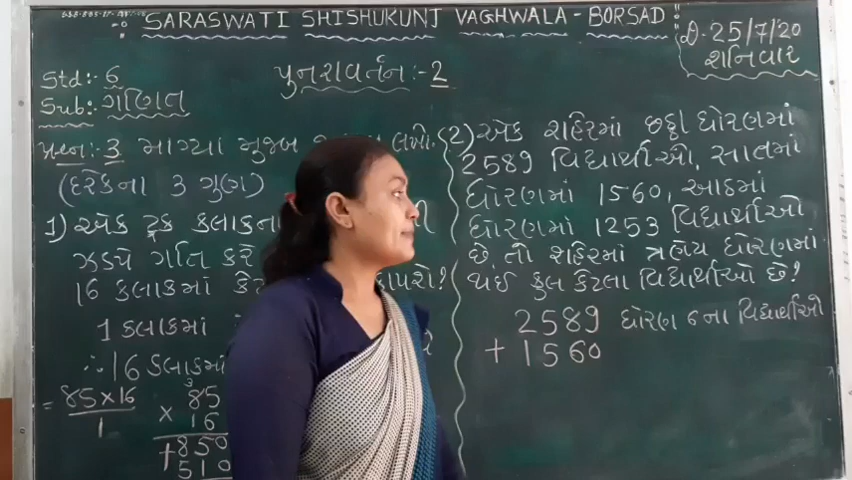 SARASWATI SHISHUKUNJ VAGHWALA - BORSAD
તા. 25/7/20
શનિવાર
Std:- 6
પુનરાવર્તન:- 2
Sub:- ગણિત
પ્રશ્ન:- 3 માગ્યા મુજબ લખો.
(દરેકના 3 ગુણ)
1) એક ટ્રક કલાકના
ઝડપે ગતિ કરે
16 કલાકમાં કાપશે?
1 કલાકમાં
∴ 16 કલાકમાં
= 85 x 16
1
85
x 16
+ 850
510
2) એક શહેરમાં છઠ્ઠા ધોરણમાં
2589 વિદ્યાર્થીઓ, સાતમાં
ધોરણમાં 1560, આઠમાં
ધોરણમાં 1253 વિદ્યાર્થીઓ
છે. તો શહેરમાં ત્રણેય ધોરણમાં
થઈ કુલ કેટલા વિદ્યાર્થીઓ છે?
2589 ધોરણ 6 ના વિદ્યાર્થીઓ
+ 1560